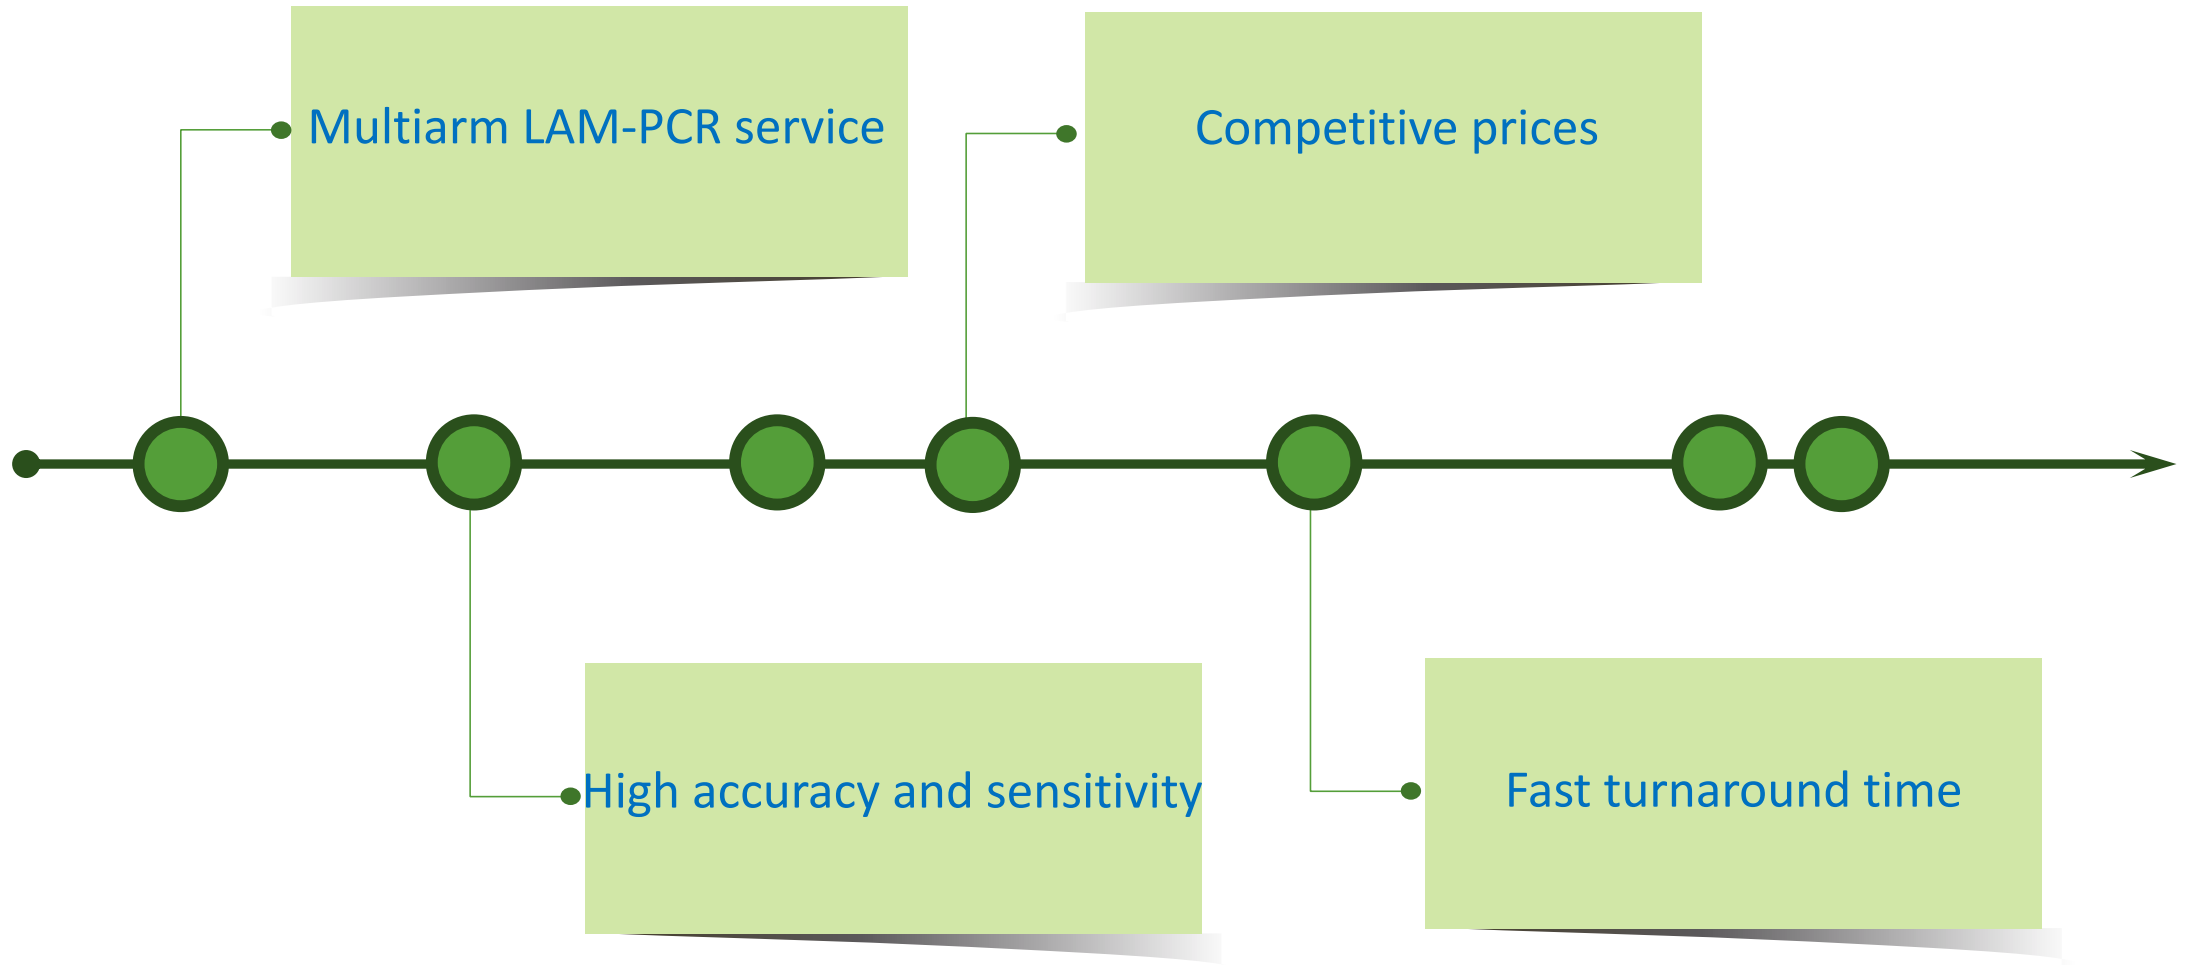 Multiarm LAM-PCR service
Competitive prices
High accuracy and sensitivity
Fast turnaround time